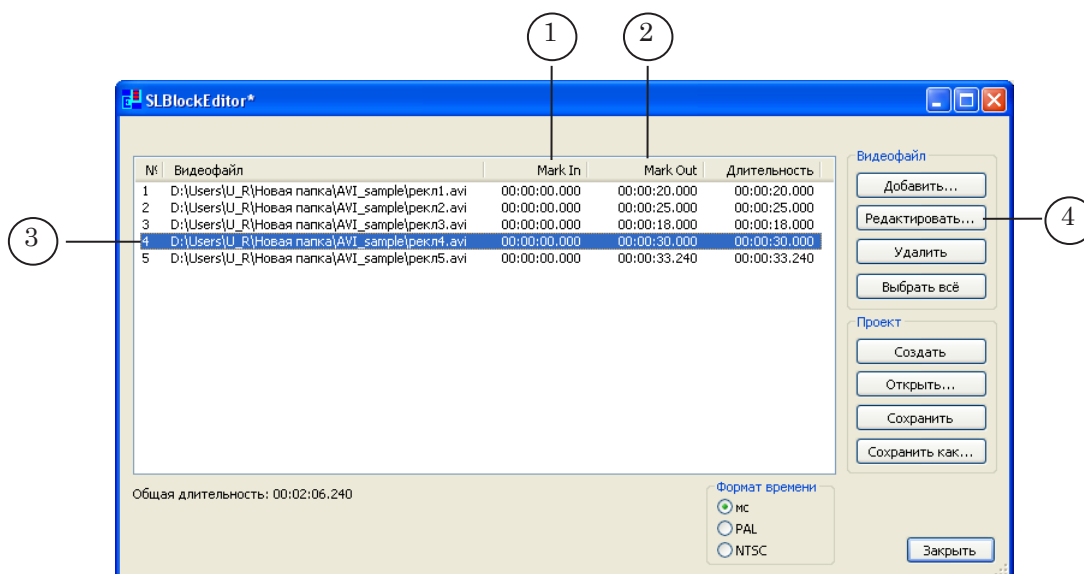 1 2
SLBlockEditor*
№ Видеофайл Mark In Mark Out Длительность
1 D:\Users\U_R\Новая папка\AVI_sample\рекл1.avi 00:00:00.000 00:00:20.000 00:00:20.000
2 D:\Users\U_R\Новая папка\AVI_sample\рекл2.avi 00:00:00.000 00:00:25.000 00:00:25.000
3 D:\Users\U_R\Новая папка\AVI_sample\рекл3.avi 00:00:00.000 00:00:18.000 00:00:18.000
4 D:\Users\U_R\Новая папка\AVI_sample\рекл4.avi 00:00:00.000 00:00:30.000 00:00:30.000
5 D:\Users\U_R\Новая папка\AVI_sample\рекл5.avi 00:00:00.000 00:00:33.240 00:00:33.240
3
Видеофайл
Добавить...
Редактировать...
4
Удалить
Выбрать всё
Проект
Создать
Открыть...
Сохранить
Сохранить как...
Общая длительность: 00:02:06.240
Формат времени
мс
PAL
NTSC
Закрыть